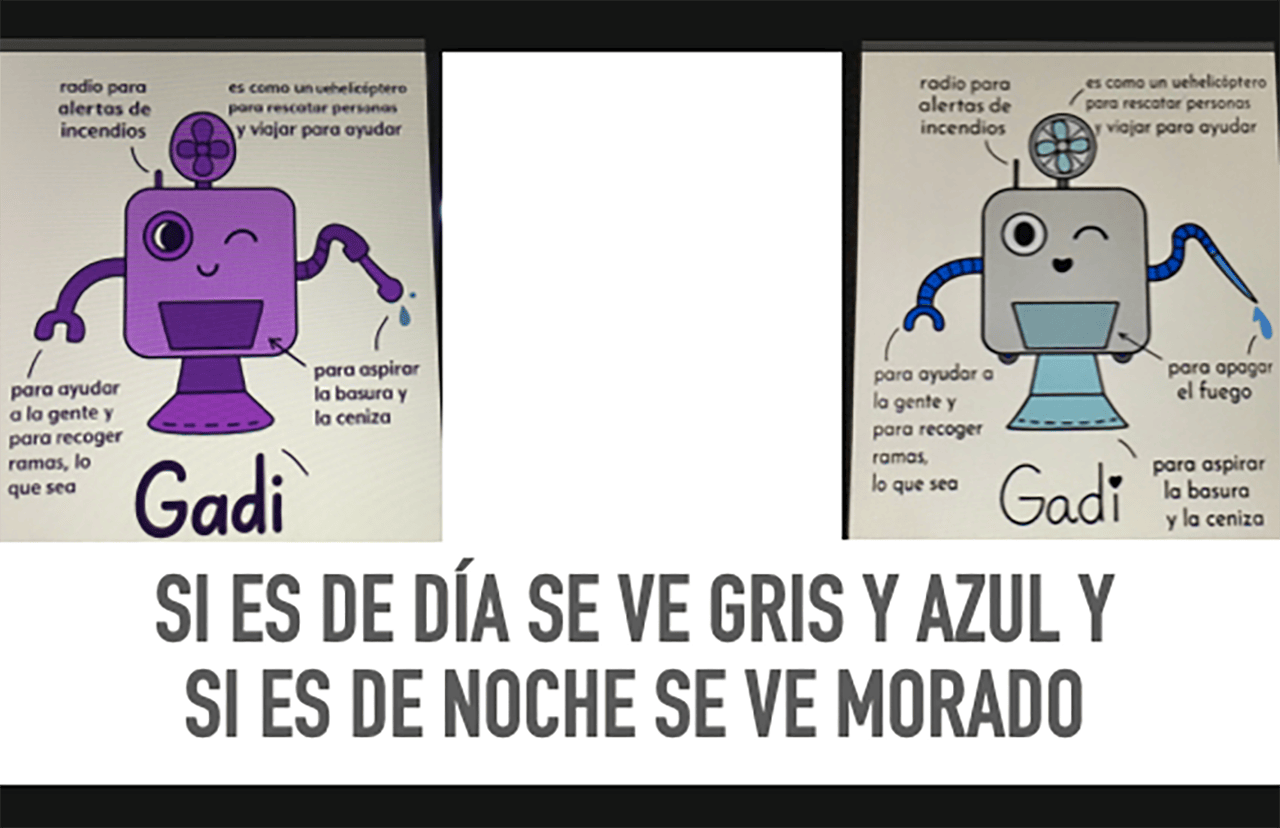 radio para
alertas de
incendios
es como un uehelicóptero
para rescatar personas
y viajar para ayudar
para ayudar
a la gente y
para recoger
ramas, lo
que sea
para aspirar
la basura y
la ceniza
Gadi
radio para
alertas de
incendios
es como un uehelicóptero
para rescatar personas
y viajar para ayudar
para ayudar a
la gente y
para recoger
ramas,
lo que sea
para apagar
el fuego
para aspirar
la basura
y la ceniza
Gadi
SI ES DE DÍA SE VE GRIS Y AZUL Y
SI ES DE NOCHE SE VE MORADO